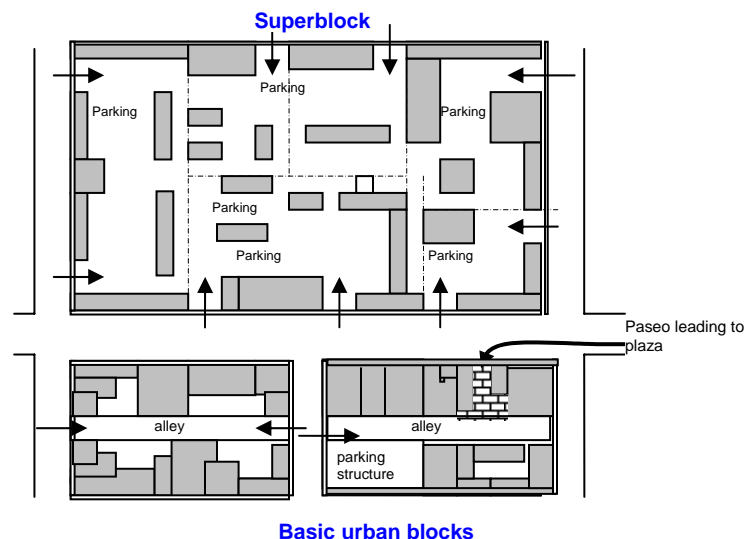 Superblock
Parking
Parking
Parking
Parking
Parking
Parking
Paseo leading to
plaza
alley
alley
parking
structure
Basic urban blocks